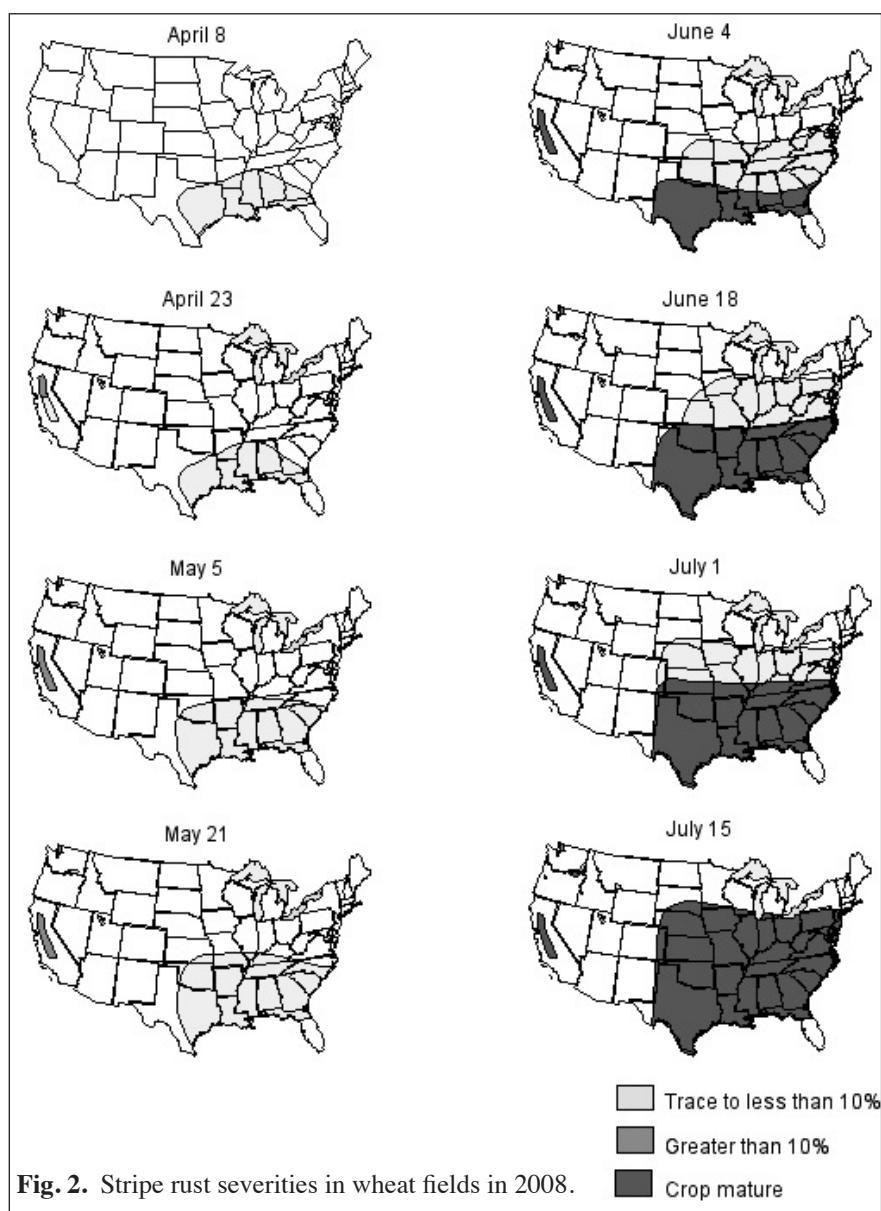 April 8
June 4
April 23
June 18
May 5
July 1
May 21
July 15
Trace to less than 10%
Greater than 10%
Crop mature
Fig. 2. Stripe rust severities in wheat fields in 2008.